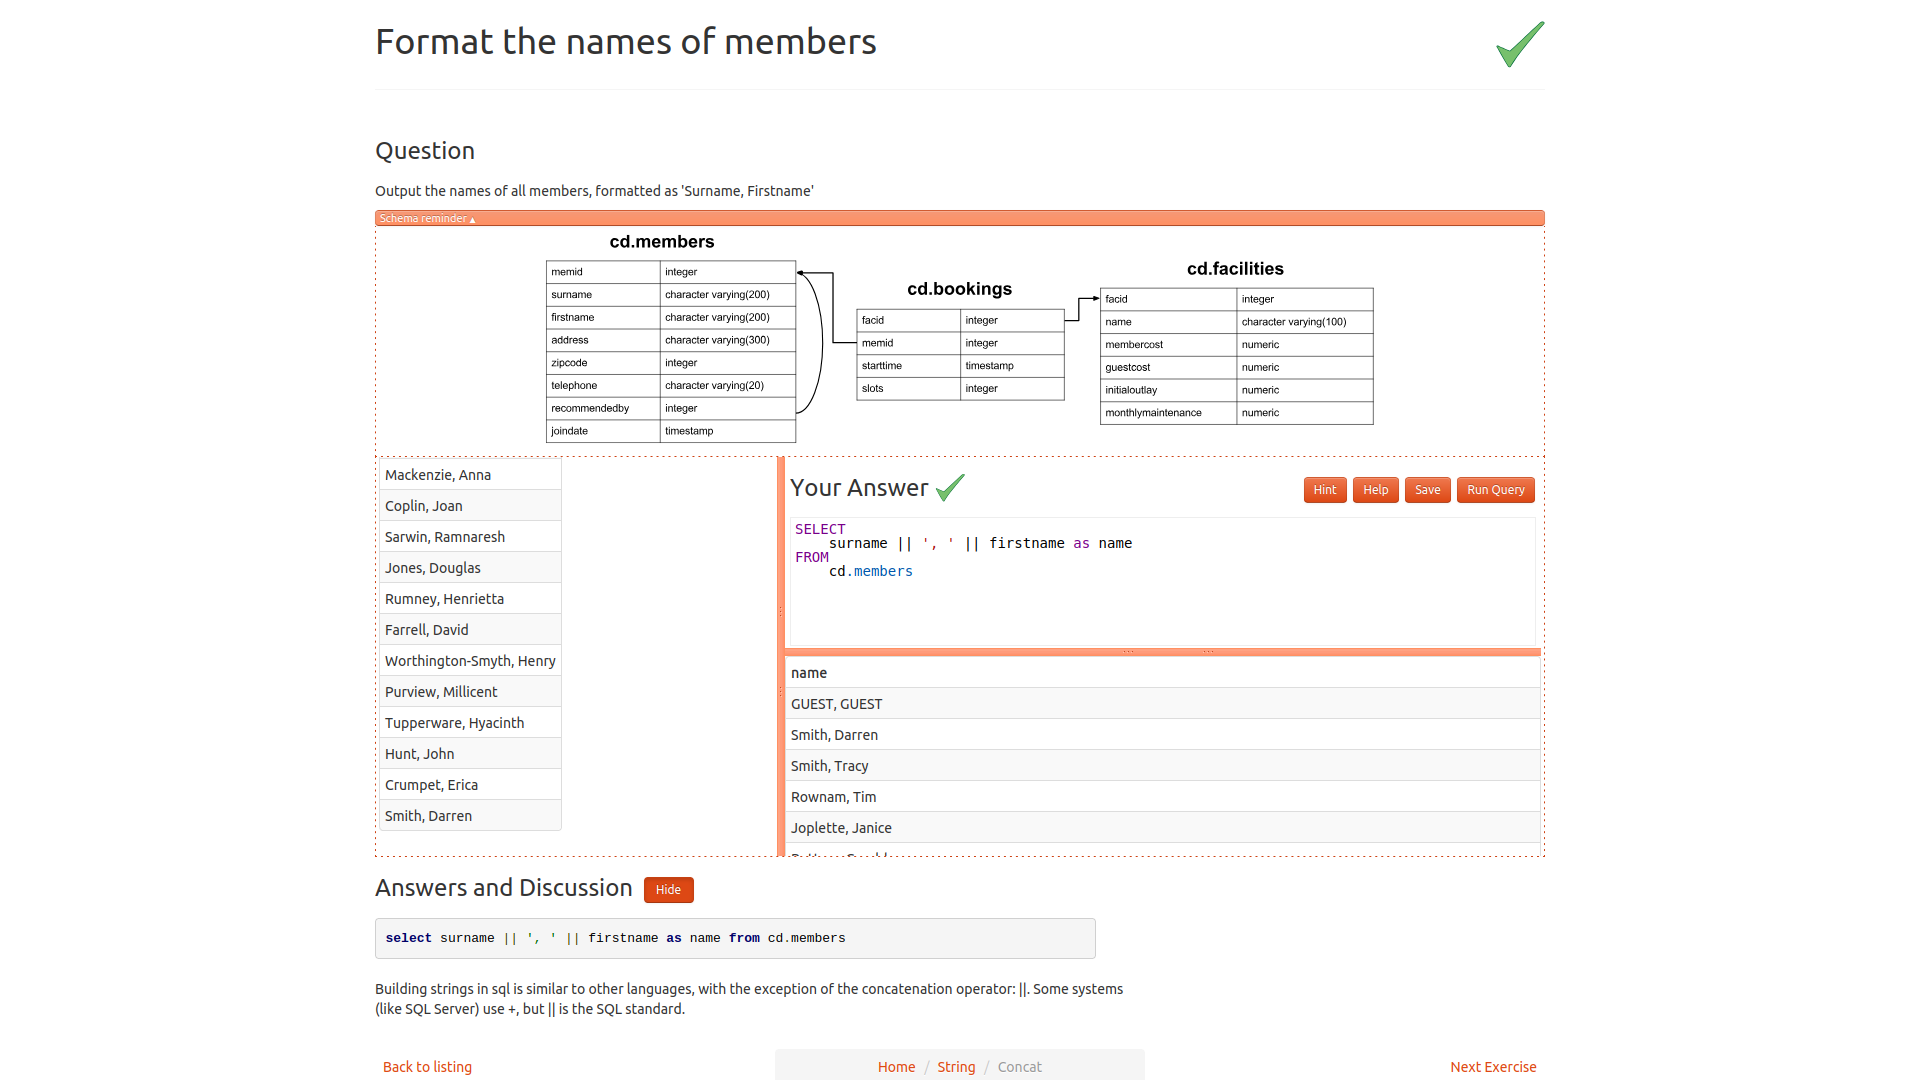 Format the names of members
Question
Output the names of all members, formatted as 'Surname, Firstname'
Schema reminder ▴
cd.members
memid integer
surname character varying(200)
firstname character varying(200)
address character varying(300)
zipcode integer
telephone character varying(20)
recommendedby integer
joindate timestamp
cd.bookings
facid integer
memid integer
starttime timestamp
slots integer
cd.facilities
facid integer
name character varying(100)
membercost numeric
guestcost numeric
initialoutlay numeric
monthlymaintenance numeric
Mackenzie, Anna
Coplin, Joan
Sarwin, Ramnaresh
Jones, Douglas
Rumney, Henrietta
Farrell, David
Worthington-Smyth, Henry
Purview, Millicent
Tupperware, Hyacinth
Hunt, John
Crumpet, Erica
Smith, Darren
Your Answer
Hint Help Save Run Query
SELECT
surname || ', ' || firstname as name
FROM
cd.members
name
GUEST, GUEST
Smith, Darren
Smith, Tracy
Rownam, Tim
Joplette, Janice
Answers and Discussion Hide
select surname || ', ' || firstname as name from cd.members
Building strings in sql is similar to other languages, with the exception of the concatenation operator: ||. Some systems
(like SQL Server) use +, but || is the SQL standard.
Back to listing Home / String / Concat Next Exercise